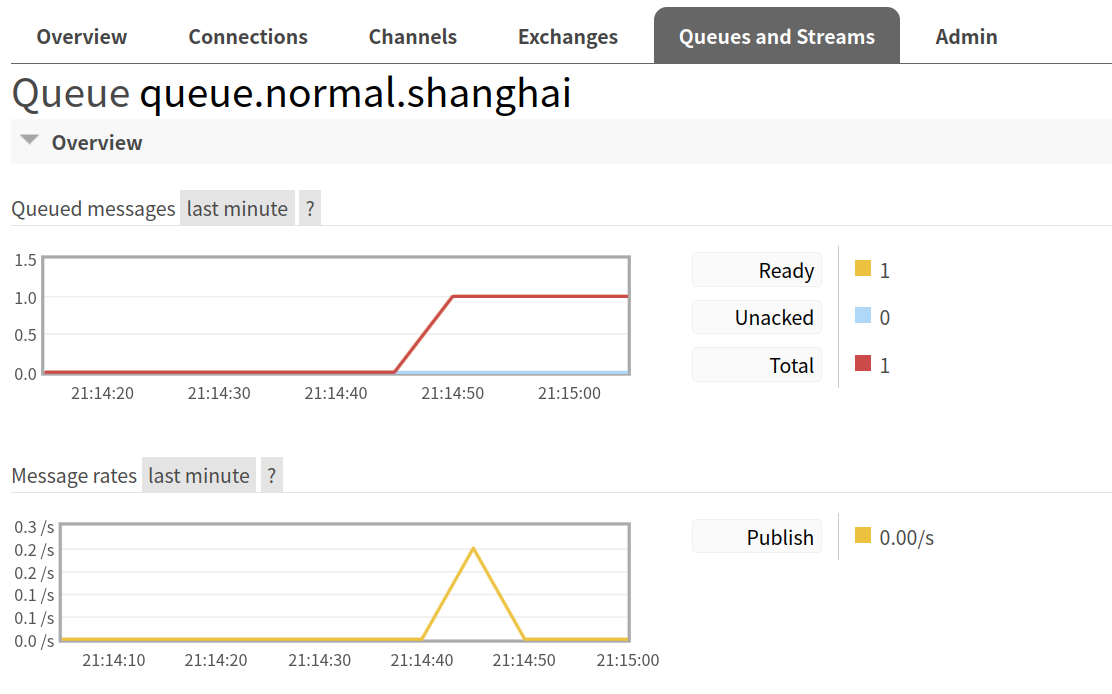 Overview Connections Channels Exchanges Queues and Streams Admin
Queue queue.normal.shanghai
Overview
Queued messages last minute ?
1.5
1.0
0.5
0.0
21:14:20 21:14:30 21:14:40 21:14:50 21:15:00
Ready 1
Unacked 0
Total 1
Message rates last minute ?
0.3 /s
0.2 /s
0.2 /s
0.1 /s
0.1 /s
0.0 /s
21:14:10 21:14:20 21:14:30 21:14:40 21:14:50 21:15:00
Publish 0.00/s